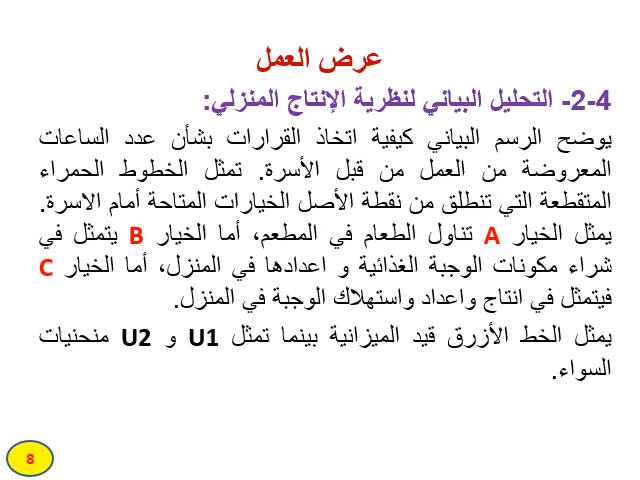 عرض العمل
2-4- التحليل البياني لنظرية الإنتاج المنزلي:
يوضح الرسم البياني كيفية اتخاذ القرارات بشأن عدد الساعات
المعروضة من العمل من قبل الأسرة. تمثل الخطوط الحمراء
المتقطعة التي تنطلق من نقطة الأصل الخيارات المتاحة أمام الاسرة.
يمثل الخيار A تناول الطعام في المطعم، أما الخيار B يتمثل في
شراء مكونات الوجبة الغذائية و اعدادها في المنزل، أما الخيار C
فيتمثل في انتاج واعداد واستهلاك الوجبة في المنزل.
يمثل الخط الأزرق قيد الميزانية بينما تمثل U1 و U2 منحنيات
السواء.
8